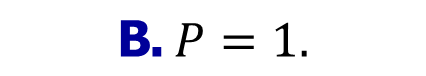 B. P = 1.